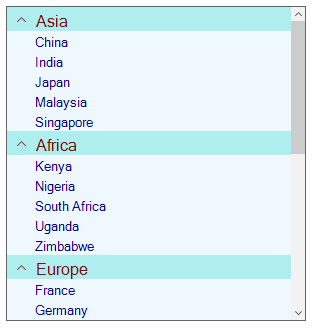 Asia
China
India
Japan
Malaysia
Singapore
Africa
Kenya
Nigeria
South Africa
Uganda
Zimbabwe
Europe
France
Germany